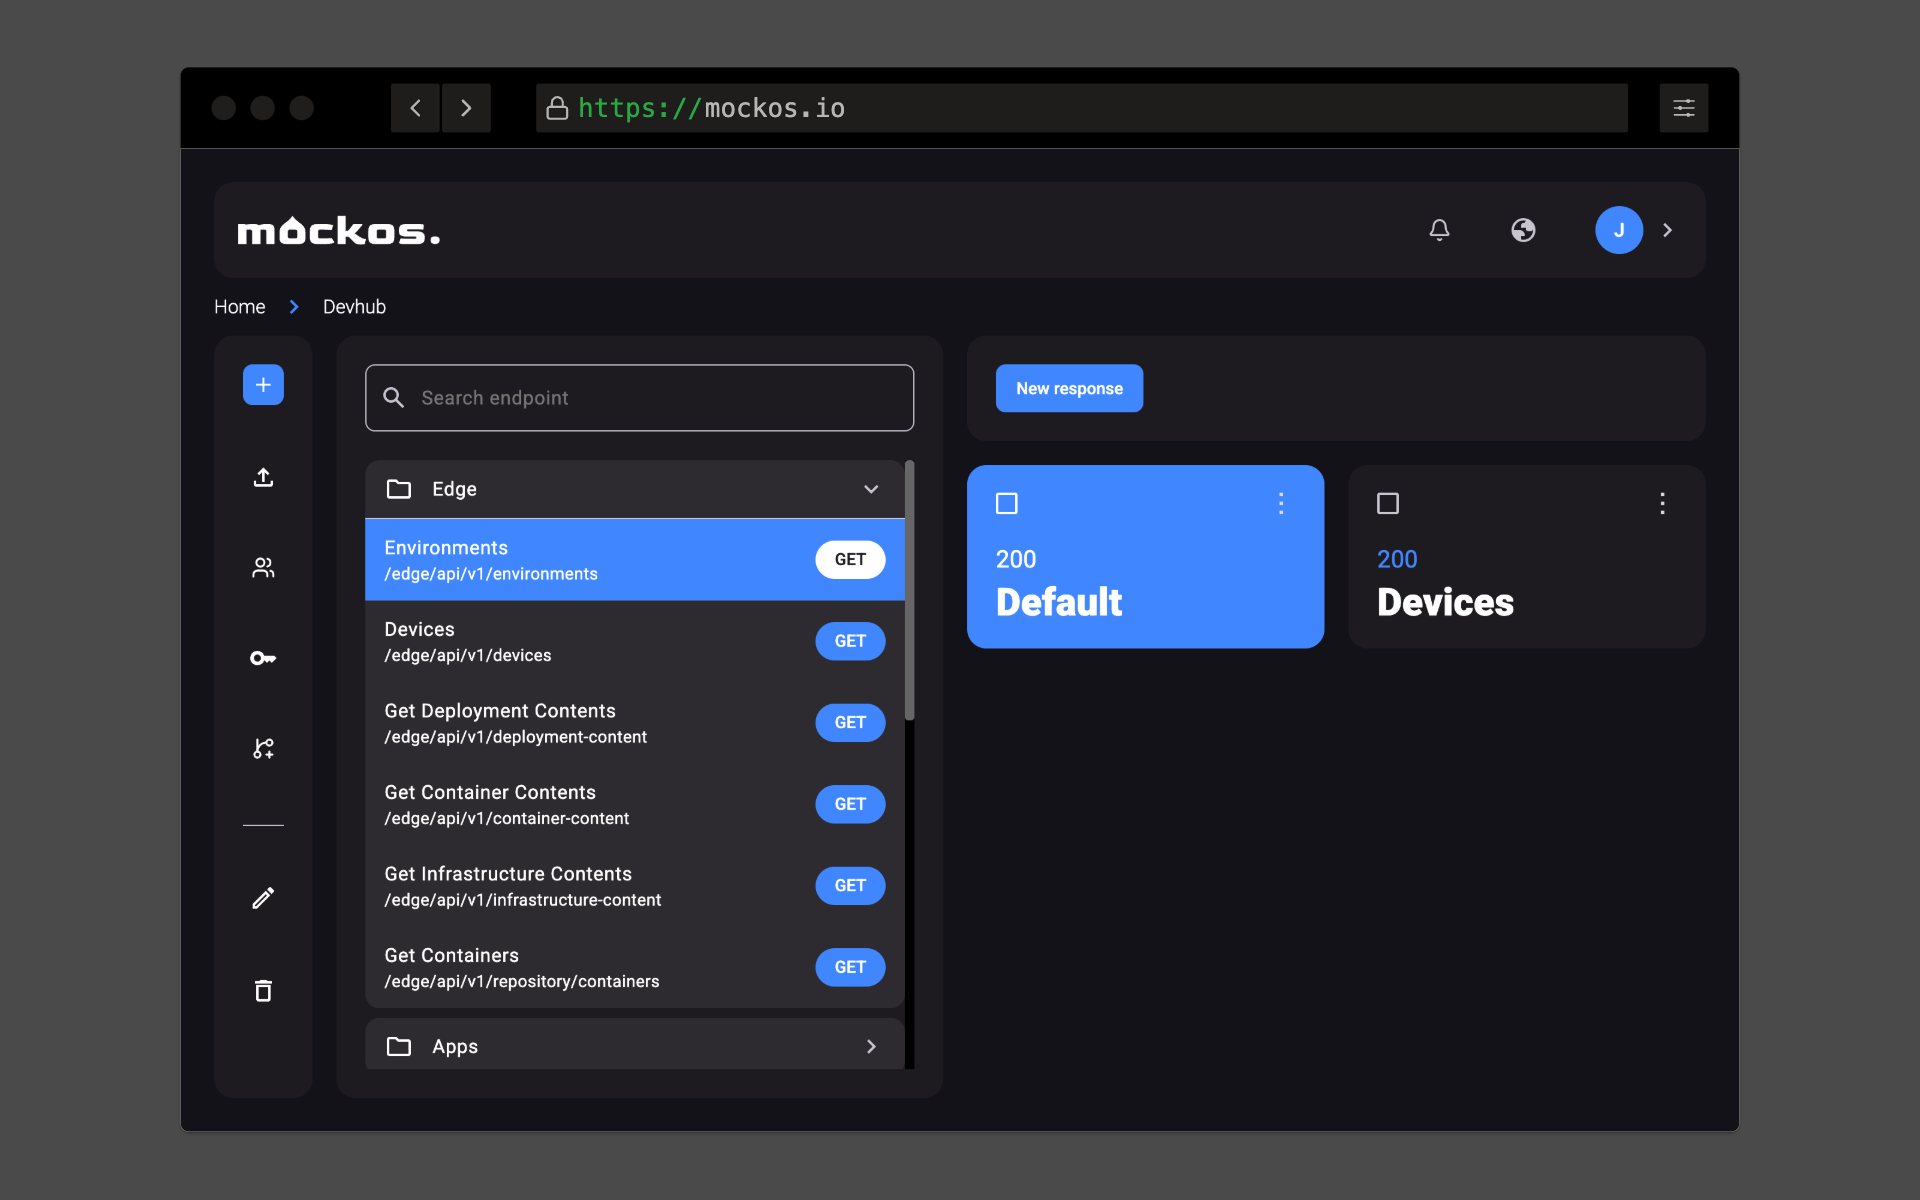 https://mockos.io
mockos.
J
Home
Devhub
Search endpoint
New response
Edge
Environments
/edge/api/v1/environments
GET
Devices
/edge/api/v1/devices
GET
Get Deployment Contents
/edge/api/v1/deployment-content
GET
Get Container Contents
/edge/api/v1/container-content
GET
Get Infrastructure Contents
/edge/api/v1/infrastructure-content
GET
Get Containers
/edge/api/v1/repository/containers
GET
Apps
200
Default
200
Devices